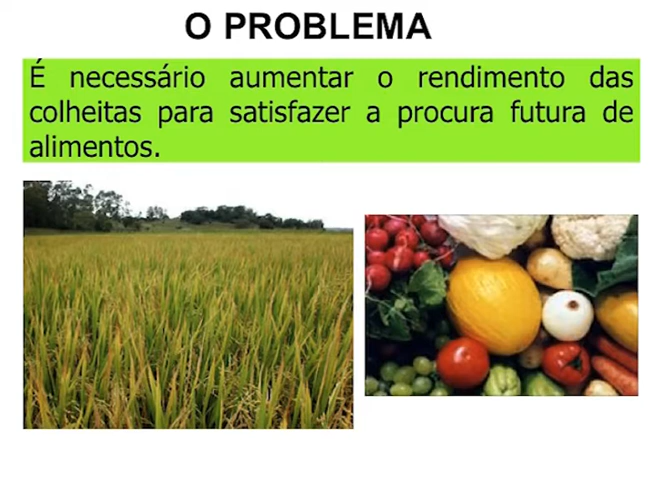 O PROBLEMA
É necessário aumentar o rendimento das
colheitas para satisfazer a procura futura de
alimentos.